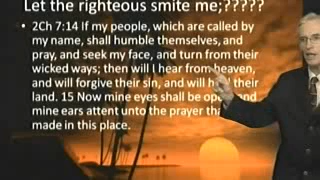 Let the righteous smite me;?????
• 2Ch 7:14 If my people, which are called by
my name, shall humble themselves, and
pray, and seek my face, and turn from their
wicked ways; then will I hear from heaven,
and will forgive their sin, and will their
land. 15 Now mine eyes shall be and
mine ears attent unto the prayer
made in this place.